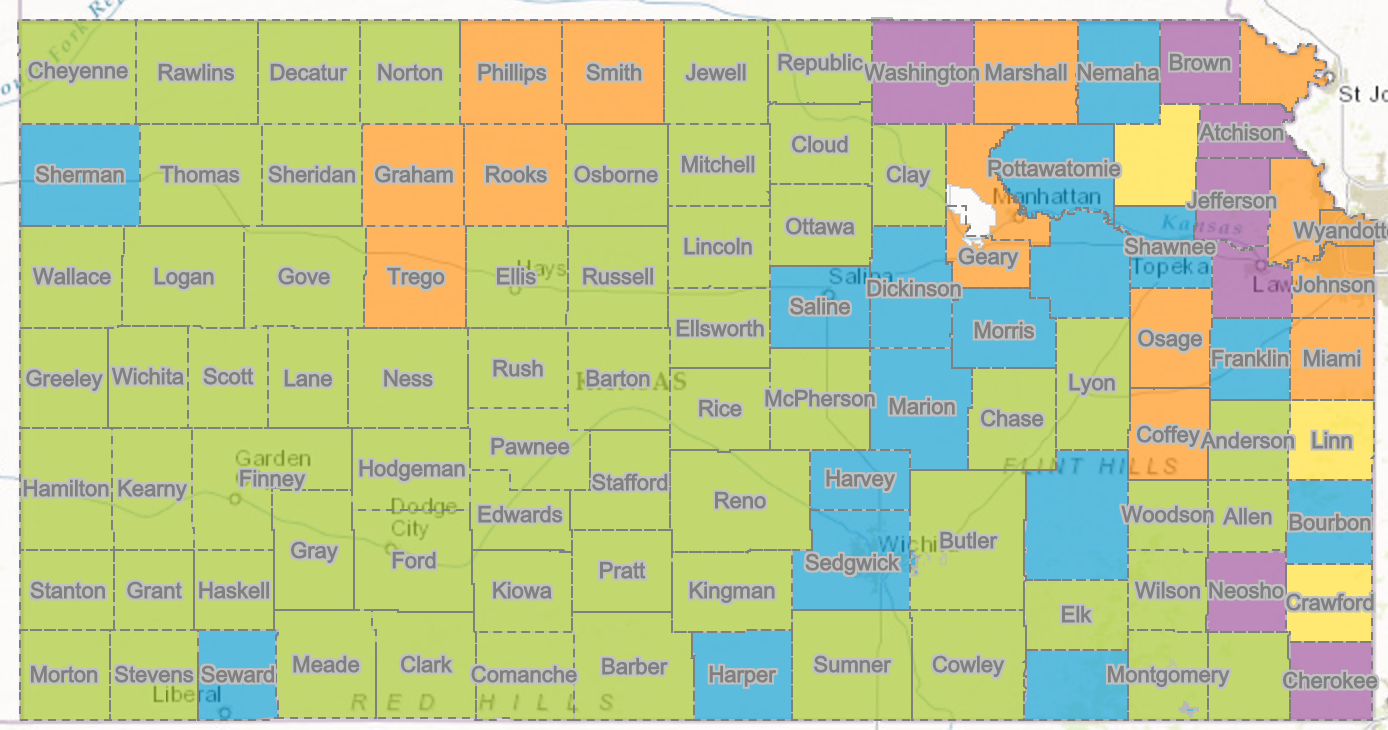 Fork Re
Cheyenne
Rawlins
Decatur
Norton
Phillips
Smith
Jewell
Republic
Washington
Marshall
Nemaha
Brown
St Jo
Sherman
Thomas
Sheridan
Graham
Rooks
Osborne
Mitchell
Cloud
Clay
Pottawatomie
Manhattan
Atchison
Jefferson
Kansas
Wyandott
Wallace
Logan
Gove
Trego
Ellis
Hays
Russell
Lincoln
Ottawa
Salina
Saline
Dickinson
Geary
Shawnee
Topeka
Law
Johnson
Greeley
Wichita
Scott
Lane
Ness
Rush
Barton
Ellsworth
Rice
McPherson
Marion
Morris
Chase
Lyon
Osage
Franklin
Miami
Coffey
Anderson
Linn
FLINT HILLS
Hamilton
Kearny
Garden
Finney
Hodgeman
Dodge
City
Ford
Gray
Pawnee
Edwards
Stafford
Reno
Harvey
Sedgwick
Wichi
Butler
Woodson
Allen
Bourbon
Stanton
Grant
Haskell
Kiowa
Pratt
Kingman
Elk
Wilson
Neosho
Crawford
Morton
Stevens
Seward
Liberal
Meade
Clark
Comanche
Barber
RED HILLS
Harper
Sumner
Cowley
Montgomery
Cherokee